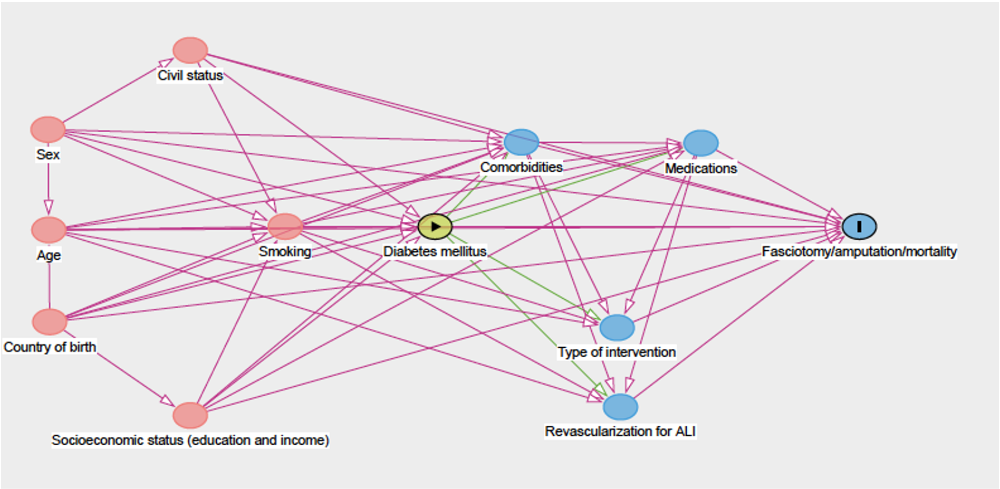 Civil status
Sex
Comorbidities
Medications
Age
Smoking
Diabetes mellitus
Fasciotomy/amputation/mortality
Country of birth
Type of intervention
Revascularization for ALI
Socioeconomic status (education and income)